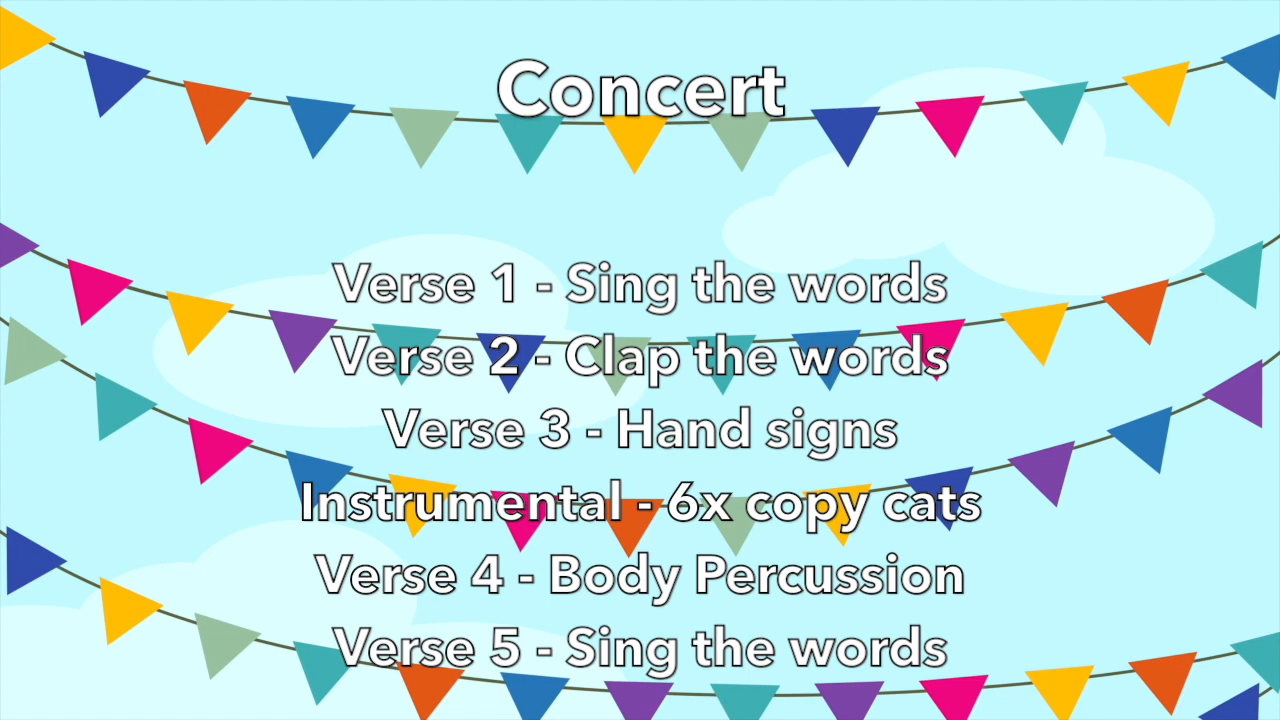 Concert
Verse 1 - Sing the words
Verse 2 - Clap the words
Verse 3 - Hand signs
Instrumental - 6x copy cats
Verse 4 - Body Percussion
Verse 5 - Sing the words